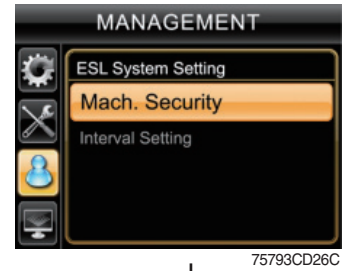 MANAGEMENT
ESL System Setting
Mach. Security
Interval Setting
75793CD26C